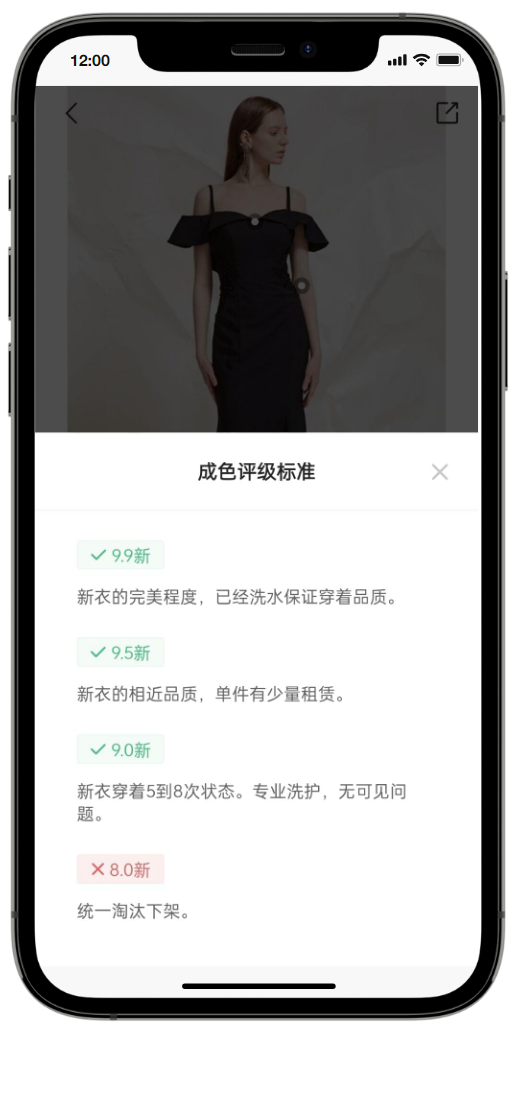 12:00
成色评级标准
9.9新
新衣的完美程度，已经洗水保证穿着品质。
9.5新
新衣的相近品质，单件有少量租赁。
9.0新
新衣穿着5到8次状态。专业洗护，无可见问
题。
8.0新
统一淘汰下架。